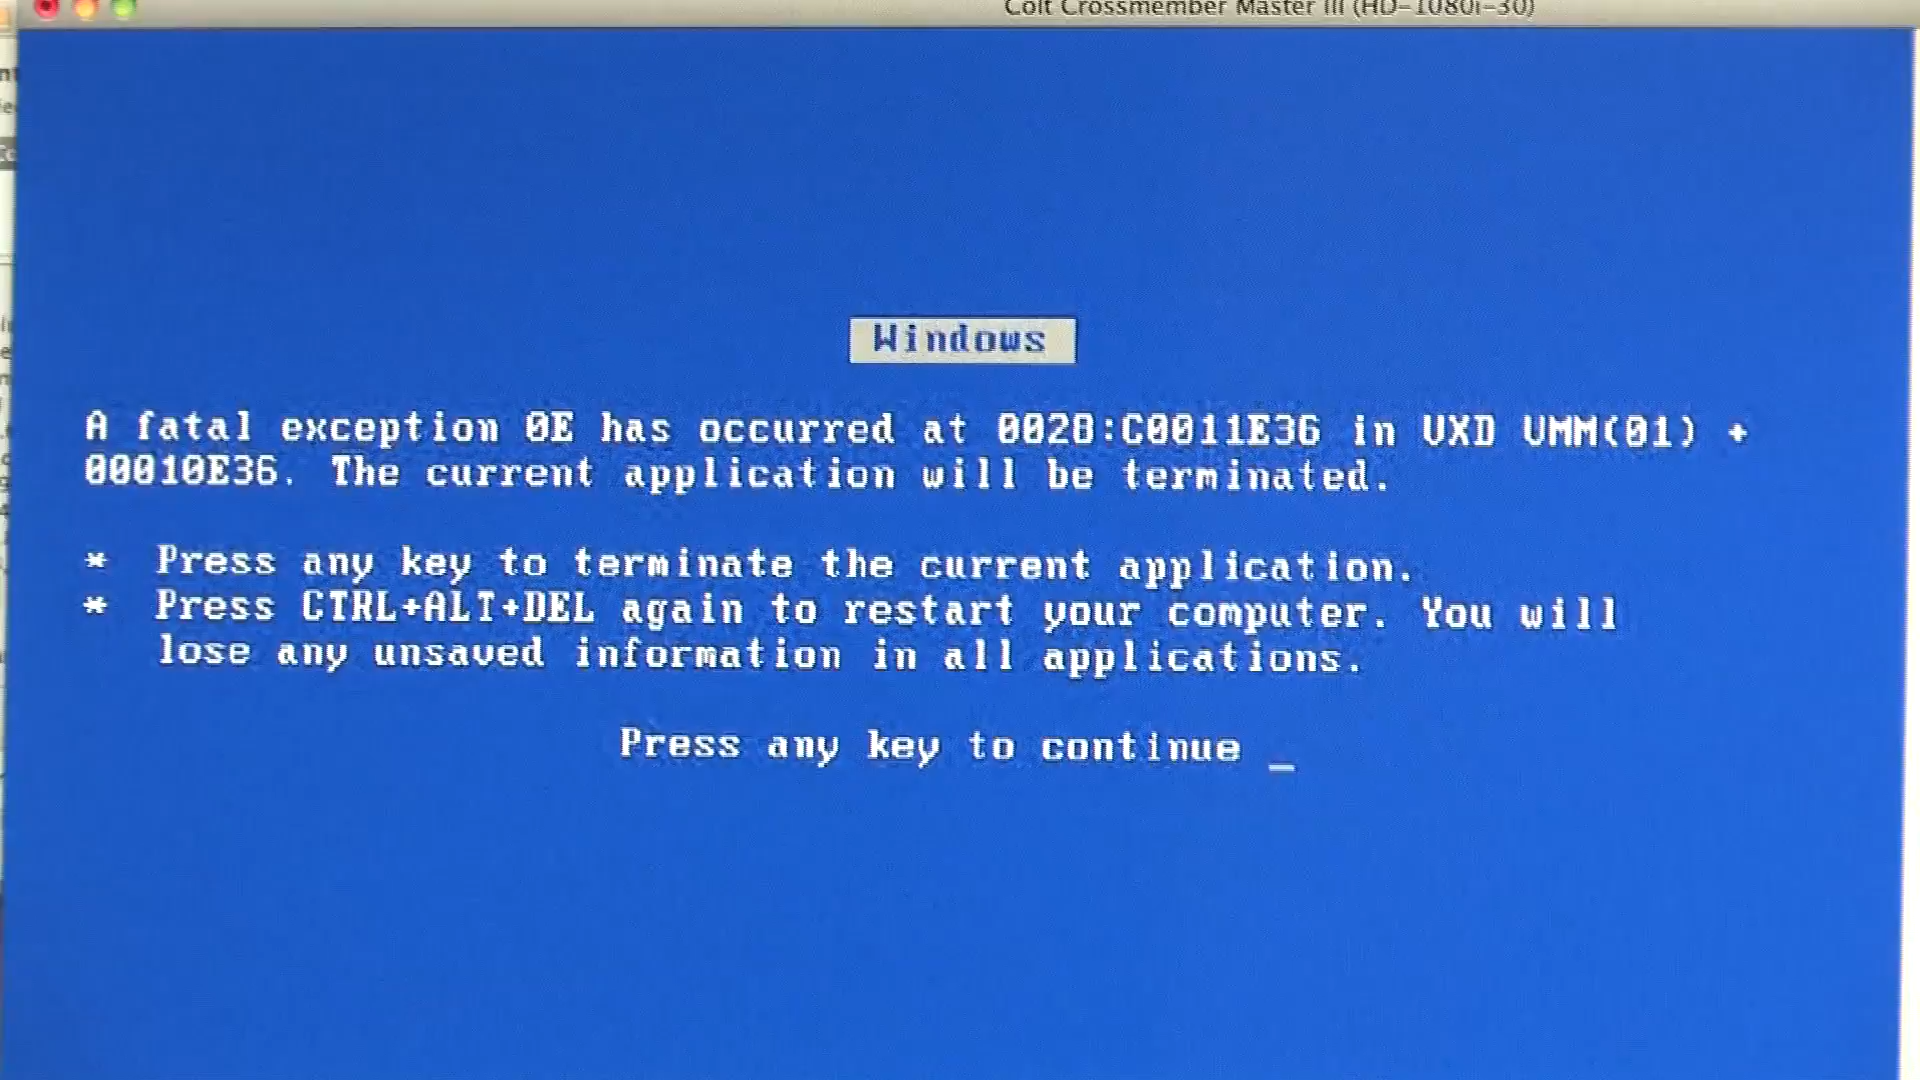 Colt Crossmember Master III (HD-1080i-30)
Windows
A fatal exception 0E has occurred at 0028:C0011E36 in VXD VMM(01) +
00010E36. The current application will be terminated.
* Press any key to terminate the current application.
* Press CTRL+ALT+DEL again to restart your computer. You will
lose any unsaved information in all applications.
Press any key to continue _